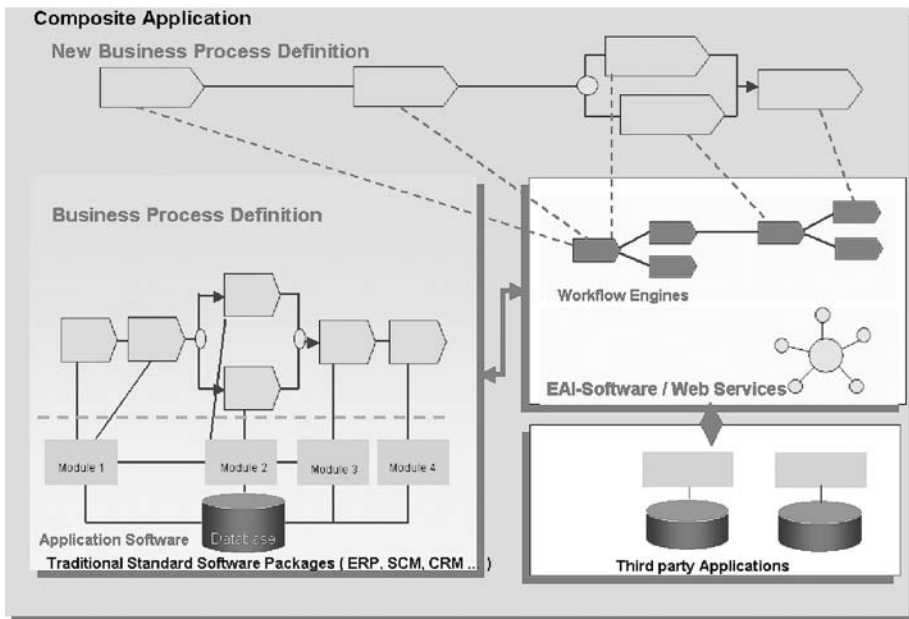 Composite Application
New Business Process Definition
Business Process Definition
Workflow Engines
EAI-Software / Web Services
Module 1
Module 2
Module 3
Module 4
Application Software
Database
Traditional Standard Software Packages ( ERP, SCM, CRM ... )
Third party Applications